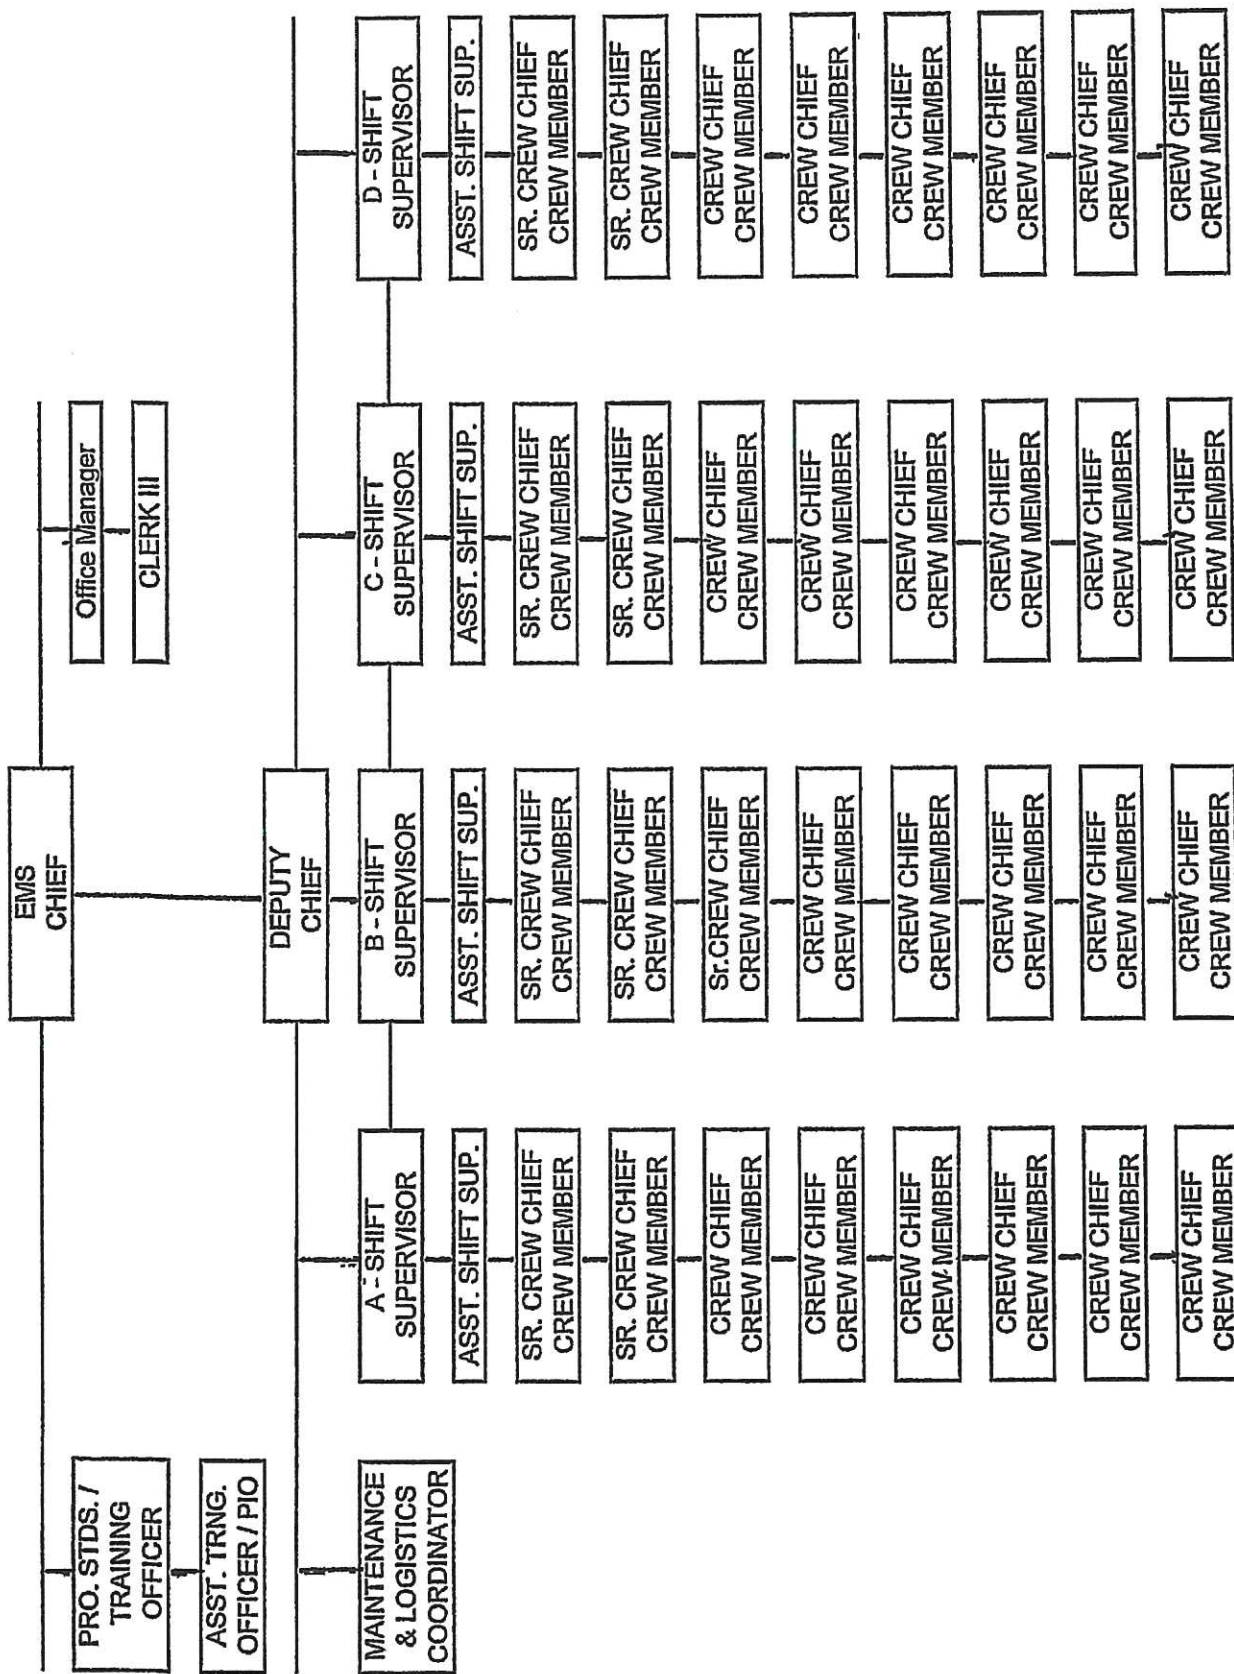 EMS
CHIEF
PRO. STDS. /
TRAINING
OFFICER
ASST. TRNG.
OFFICER / PIO
Office Manager
CLERK III
DEPUTY
CHIEF
MAINTENANCE
& LOGISTICS
COORDINATOR
A - SHIFT
SUPERVISOR
ASST. SHIFT SUP.
SR. CREW CHIEF
CREW MEMBER
SR. CREW CHIEF
CREW MEMBER
CREW CHIEF
CREW MEMBER
CREW CHIEF
CREW MEMBER
CREW CHIEF
CREW MEMBER
CREW CHIEF
CREW MEMBER
CREW CHIEF
CREW MEMBER
CREW CHIEF
CREW MEMBER
B - SHIFT
SUPERVISOR
ASST. SHIFT SUP.
SR. CREW CHIEF
CREW MEMBER
SR. CREW CHIEF
CREW MEMBER
Sr. CREW CHIEF
CREW MEMBER
CREW CHIEF
CREW MEMBER
CREW CHIEF
CREW MEMBER
CREW CHIEF
CREW MEMBER
CREW CHIEF
CREW MEMBER
CREW CHIEF
CREW MEMBER
C - SHIFT
SUPERVISOR
ASST. SHIFT SUP.
SR. CREW CHIEF
CREW MEMBER
SR. CREW CHIEF
CREW MEMBER
CREW CHIEF
CREW MEMBER
CREW CHIEF
CREW MEMBER
CREW CHIEF
CREW MEMBER
CREW CHIEF
CREW MEMBER
CREW CHIEF
CREW MEMBER
CREW CHIEF
CREW MEMBER
D - SHIFT
SUPERVISOR
ASST. SHIFT SUP.
SR. CREW CHIEF
CREW MEMBER
SR. CREW CHIEF
CREW MEMBER
CREW CHIEF
CREW MEMBER
CREW CHIEF
CREW MEMBER
CREW CHIEF
CREW MEMBER
CREW CHIEF
CREW MEMBER
CREW CHIEF
CREW MEMBER
CREW CHIEF
CREW MEMBER